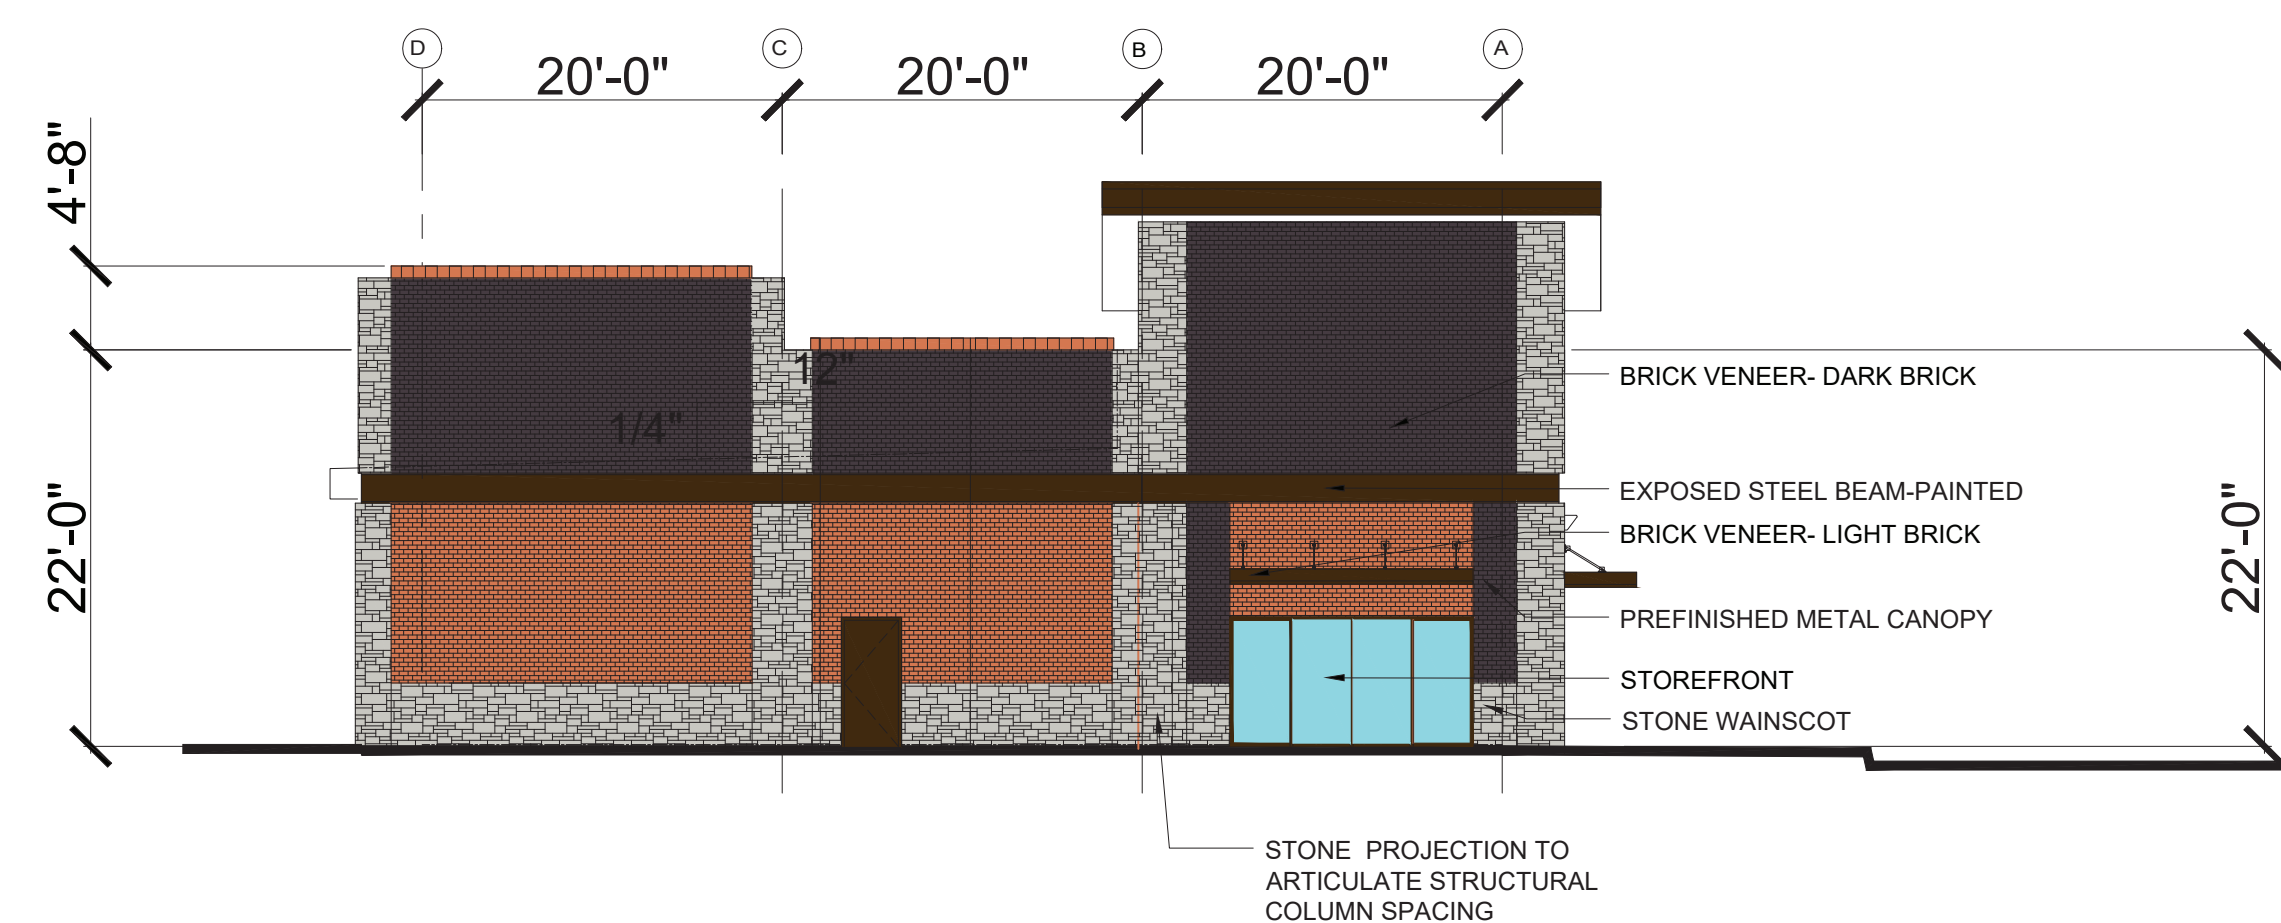 D C B A
20'-0" 20'-0" 20'-0"
4'-8"
12"
BRICK VENEER- DARK BRICK
1/4"
EXPOSED STEEL BEAM-PAINTED
BRICK VENEER- LIGHT BRICK
22'-0" 22'-0"
PREFINISHED METAL CANOPY
STOREFRONT
STONE WAINSCOT
STONE PROJECTION TO
ARTICULATE STRUCTURAL
COLUMN SPACING